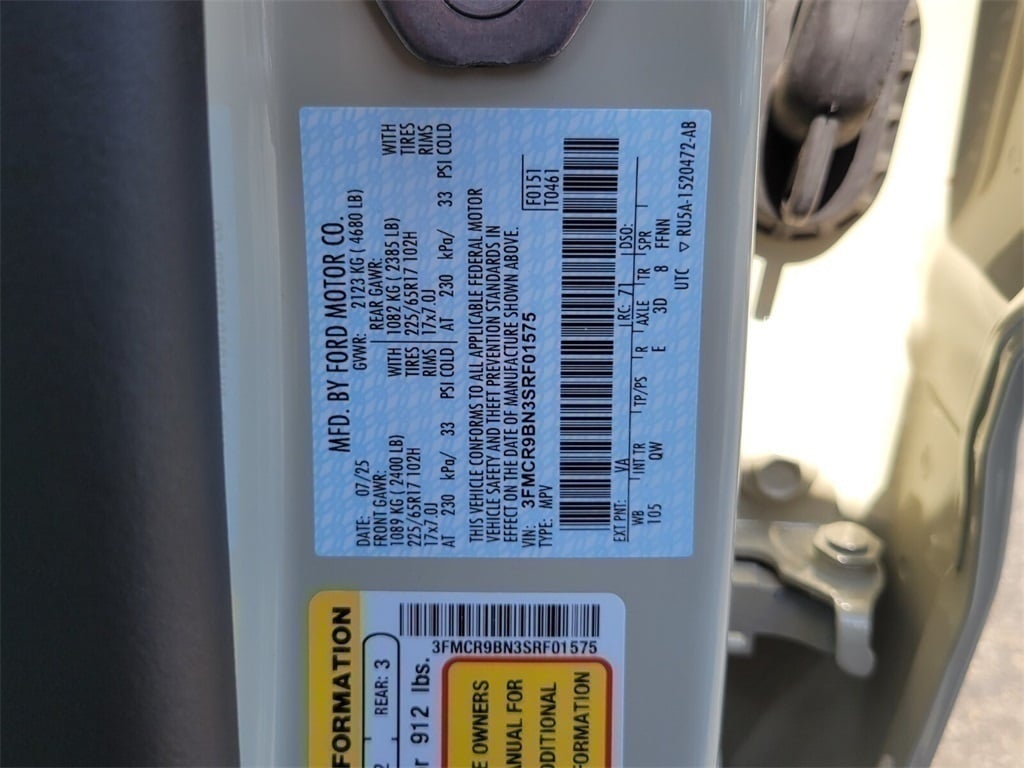 MFD. BY FORD MOTOR CO.
DATE: 07/25 GVWR: 2123 KG ( 4680 LB)
FRONT GAWR: REAR GAWR:
1089 KG ( 2400 LB) WITH 1082 KG ( 2385 LB) WITH
225/65R17 102H TIRES 225/65R17 102H TIRES
17x7.0J RIMS 17x7.0J RIMS
AT 230 kPa/ 33 PSI COLD AT 230 kPa/ 33 PSI COLD
THIS VEHICLE CONFORMS TO ALL APPLICABLE FEDERAL MOTOR
VEHICLE SAFETY AND THEFT PREVENTION STANDARDS IN
EFFECT ON THE DATE OF MANUFACTURE SHOWN ABOVE.
VIN: 3FMCR9BN3SRF01575
TYPE: MPV
F0151
T0461
EXT PNT: VA RC: 71 DSO:
WB INT TR TP/PS R AXLE TR SPR
105 QW E 3D 8 FFNN
UTC ▽ RU5A-1520472-AB
FORMATION
REAR: 3
912 lbs.
3FMCR9BN3SRF01575
OWNERS
FOR